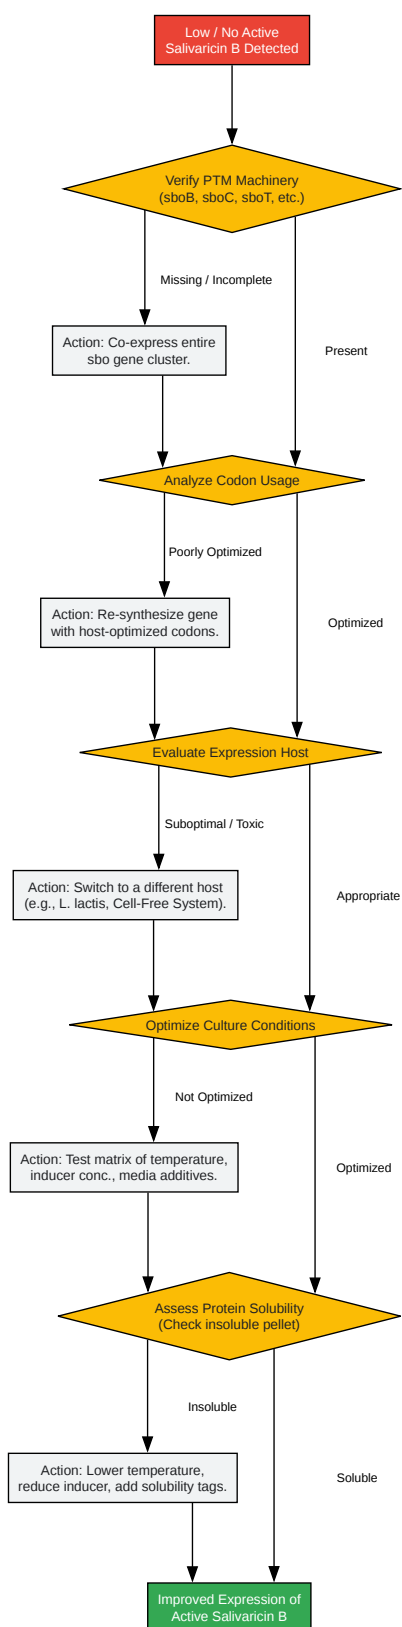 Low / No Active
Salivaricin B Detected
Verify PTM Machinery
(sboB, sboC, sboT, etc.)
Missing / Incomplete
Action: Co-express entire
sbo gene cluster.
Present
Analyze Codon Usage
Poorly Optimized
Action: Re-synthesize gene
with host-optimized codons.
Optimized
Evaluate Expression Host
Suboptimal / Toxic
Action: Switch to a different host
(e.g., L. lactis, Cell-Free System).
Appropriate
Optimize Culture Conditions
Not Optimized
Action: Test matrix of temperature,
inducer conc., media additives.
Optimized
Assess Protein Solubility
(Check insoluble pellet)
Insoluble
Action: Lower temperature,
reduce inducer, add solubility tags.
Soluble
Improved Expression of
Active Salivaricin B